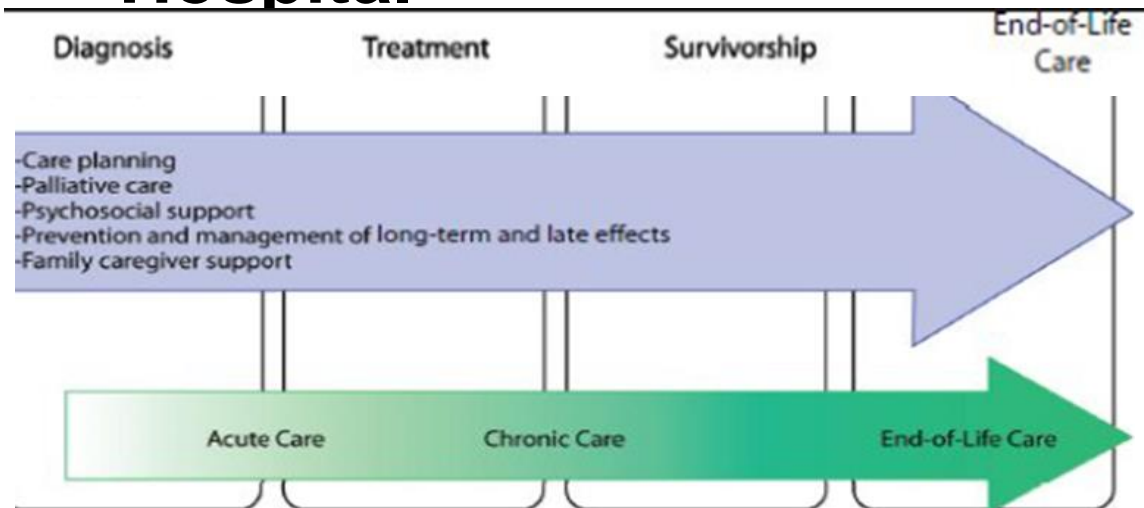 Hospital
Diagnosis
Treatment
Survivorship
End-of-Life
Care
-Care planning
-Palliative care
-Psychosocial support
-Prevention and management of long-term and late effects
-Family caregiver support
Acute Care
Chronic Care
End-of-Life Care